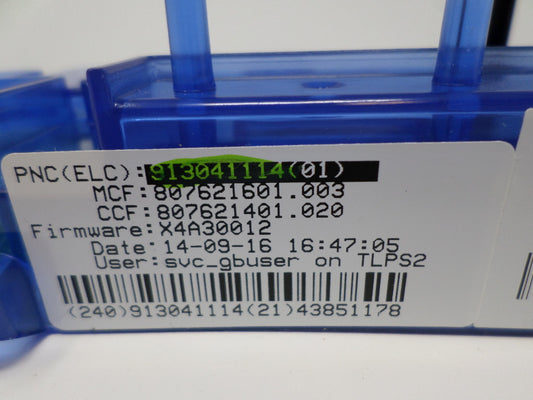 PNC(ELC):913041114(01)
MCF:807621601.003
CCF:807621401.020
Firmware:X4A30012
Date:14-09-16 16:47:05
User:svc_gbuser on TLPS2
(240)913041114(21)43851178